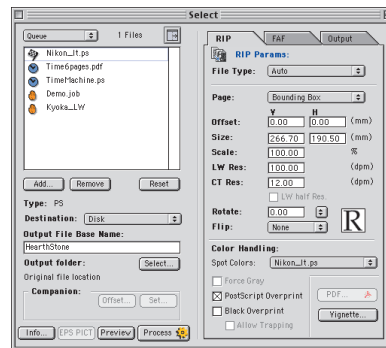 Select
Queue 1 Files
Nikon_lt.ps
Time6pages.pdf
TimeMachine.ps
Demo.job
Kyoka_LW
Add... Remove Reset
Type: PS
Destination: Disk
Output File Base Name:
HearthStone
Output folder: Select...
Original file location
Companion:
Offset... Set...
Info... EPS PICT Preview Process
RIP FAF Output
RIP Params:
File Type: Auto
Page: Bounding Box
V H
Offset: 0.00 0.00 (mm)
Size: 266.70 190.50 (mm)
Scale: 100.00 %
LW Res: 100.00 (dpm)
CT Res: 12.00 (dpm)
LW half Res.
Rotate: 0.00
Flip: None R
Color Handling:
Spot Colors: Nikon_lt.ps
Force Gray
PostScript Overprint PDF...
Black Overprint Vignette...
Allow Trapping